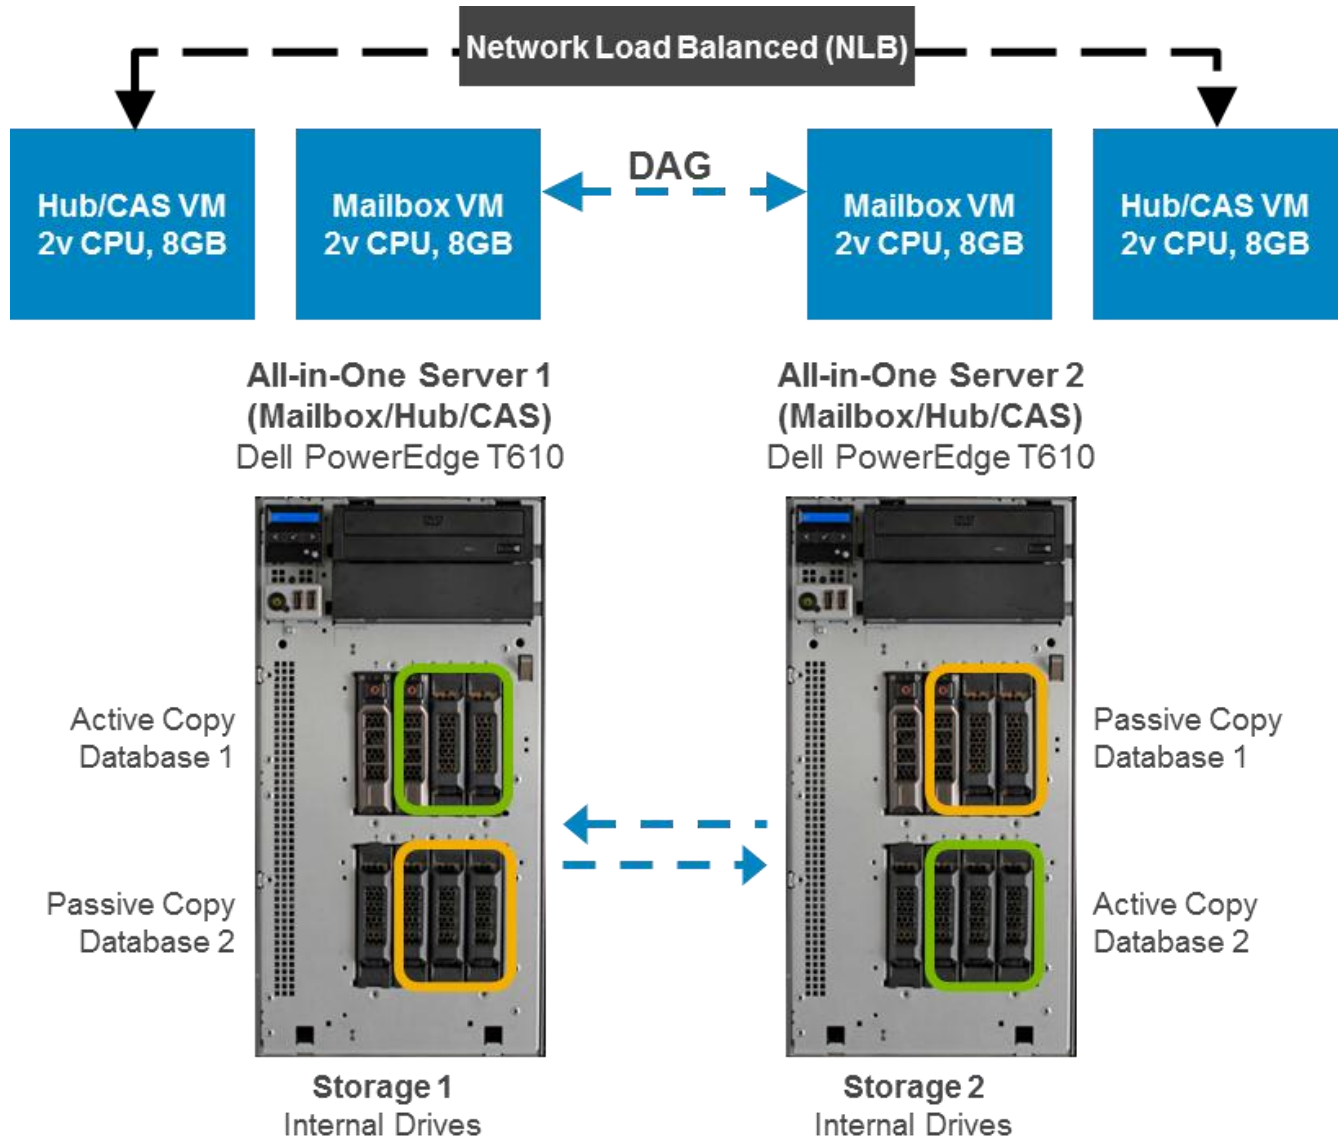 Network Load Balanced (NLB)
DAG
Hub/CAS VM
2v CPU, 8GB
Mailbox VM
2v CPU, 8GB
Mailbox VM
2v CPU, 8GB
Hub/CAS VM
2v CPU, 8GB
All-in-One Server 1
(Mailbox/Hub/CAS)
Dell PowerEdge T610
All-in-One Server 2
(Mailbox/Hub/CAS)
Dell PowerEdge T610
Active Copy
Database 1
Passive Copy
Database 1
Passive Copy
Database 2
Active Copy
Database 2
Storage 1
Internal Drives
Storage 2
Internal Drives